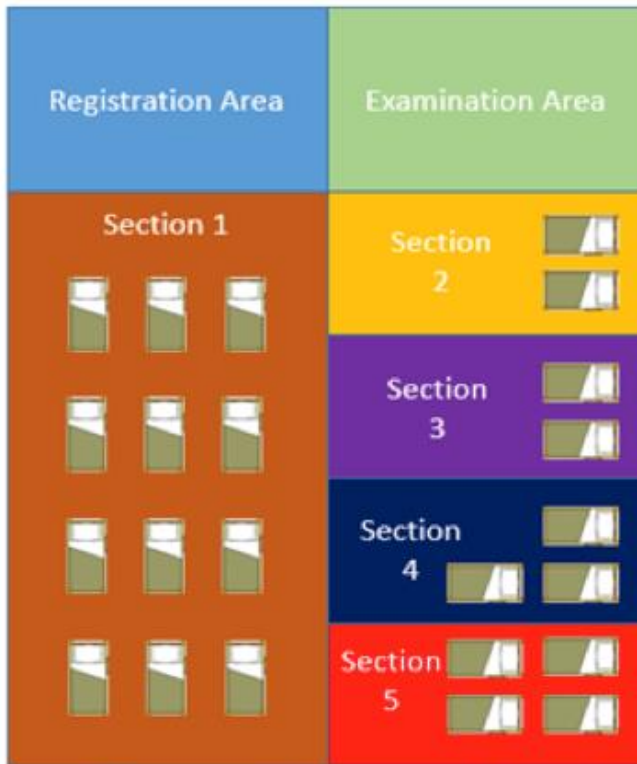 Registration Area
Examination Area
Section 1
Section
2
Section
3
Section
4
Section
5